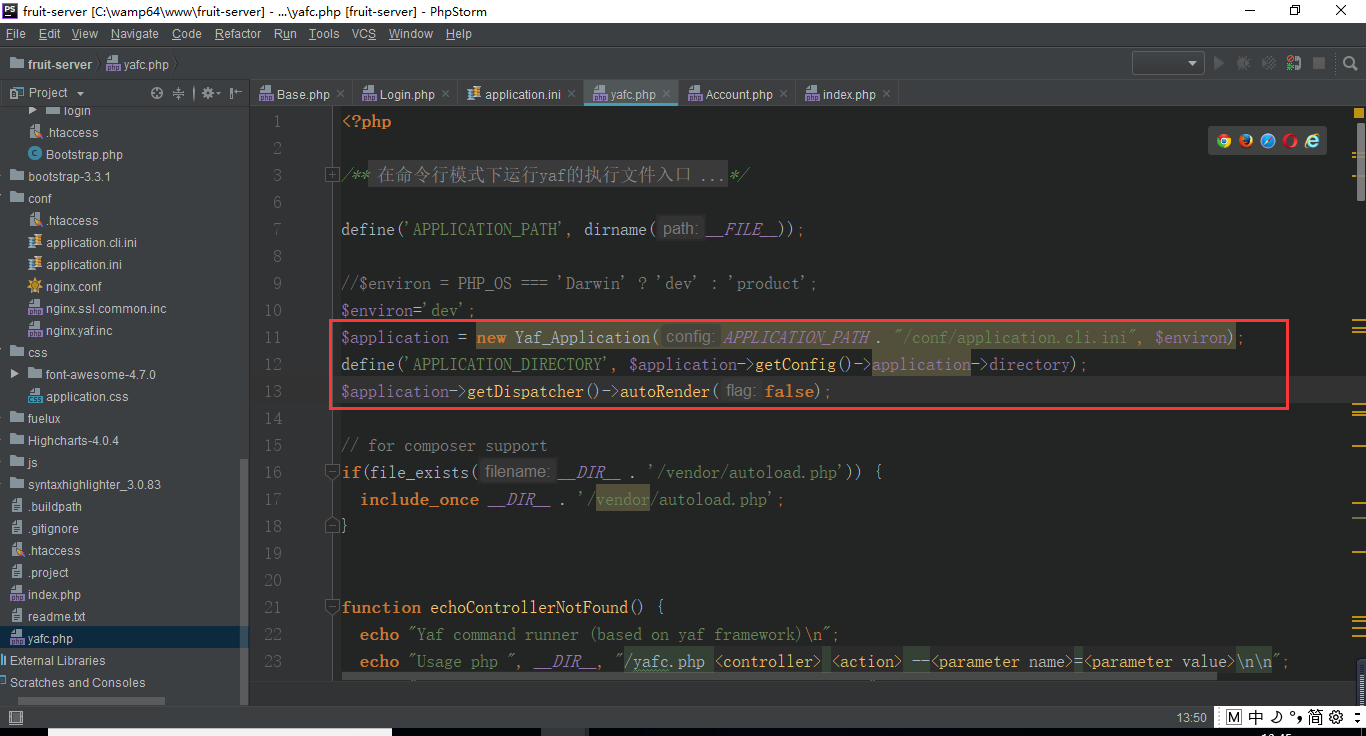 fruit-server [C:\wamp64\www\fruit-server] - ...\yafc.php [fruit-server] - PhpStorm
File Edit View Navigate Code Refactor Run Tools VCS Window Help
fruit-server yafc.php
Project
Base.php Login.php application.ini yafc.php Account.php index.php
login
.htaccess
Bootstrap.php
bootstrap-3.3.1
conf
.htaccess
application.cli.ini
application.ini
nginx.conf
nginx.ssl.common.inc
nginx.yaf.inc
css
font-awesome-4.7.0
application.css
fuelux
Highcharts-4.0.4
js
syntaxhighlighter_3.0.83
.buildpath
.gitignore
.htaccess
.project
index.php
readme.txt
yafc.php
External Libraries
Scratches and Consoles
1 <?php
2
3 /** 在命令行模式下运行yaf的执行文件入口 ...*/
6
7 define('APPLICATION_PATH', dirname( path: __FILE__));
8
9 //$environ = PHP_OS === 'Darwin' ? 'dev' : 'product';
10 $environ='dev';
11 $application = new Yaf_Application( config: APPLICATION_PATH . "/conf/application.cli.ini", $environ);
12 define('APPLICATION_DIRECTORY', $application->getConfig()->application->directory);
13 $application->getDispatcher()->autoRender( flag: false);
14
15 // for composer support
16 if(file_exists( filename: __DIR__ . '/vendor/autoload.php')) {
17 include_once __DIR__ . '/vendor/autoload.php';
18 }
19
20
21 function echoControllerNotFound() {
22 echo "Yaf command runner (based on yaf framework)\n";
23 echo "Usage php ", __DIR__, "/yafc.php <controller> <action> --<parameter name>=<parameter value>\n\n";
13:50
M 中 简